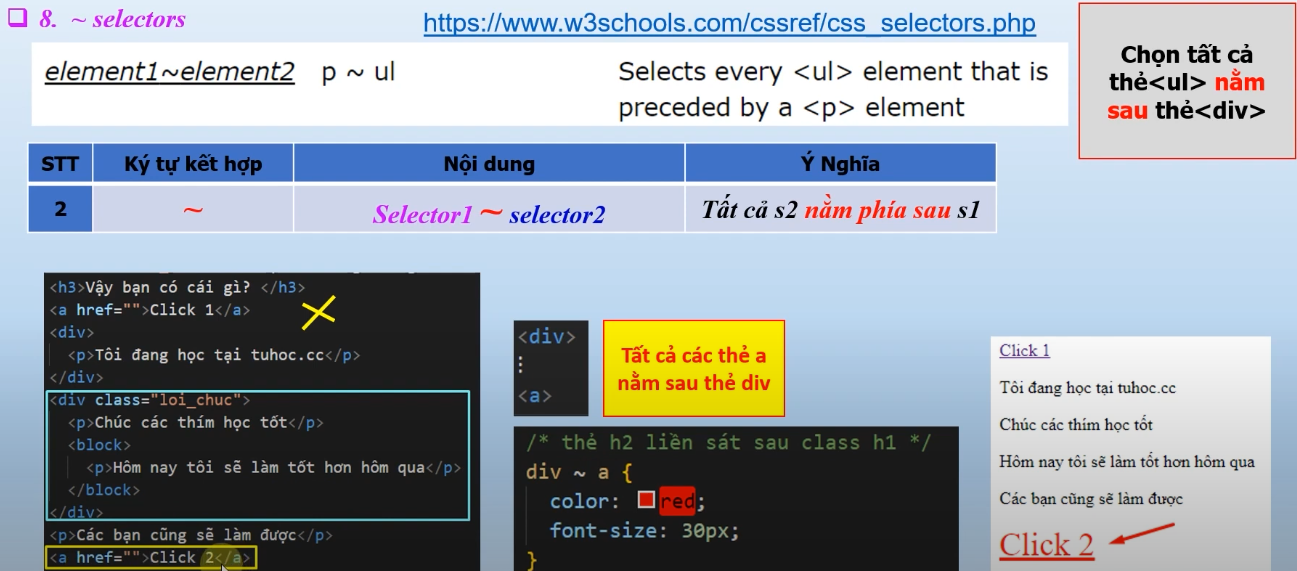 8. ~ selectors
https://www.w3schools.com/cssref/css_selectors.php
Chọn tất cả
thẻ<ul> nằm
sau thẻ<div>
element1~element2 p ~ ul Selects every <ul> element that is
preceded by a <p> element
STT Ký tự kết hợp Nội dung Ý Nghĩa
2 ~ Selector1 ~ selector2 Tất cả s2 nằm phía sau s1
<h3>Vậy bạn có cái gì? </h3>
<a href="">Click 1</a>
<div>
<p>Tôi đang học tại tuhoc.cc</p>
</div>
<div class="loi_chuc">
<p>Chúc các thím học tốt</p>
<block>
<p>Hôm nay tôi sẽ làm tốt hơn hôm qua</p>
</block>
</div>
<p>Các bạn cũng sẽ làm được</p>
<a href="">Click 2</a>
<div>
⋮
<a>
Tất cả các thẻ a
nằm sau thẻ div
/* thẻ h2 liền sát sau class h1 */
div ~ a {
color: red;
font-size: 30px;
}
Click 1
Tôi đang học tại tuhoc.cc
Chúc các thím học tốt
Hôm nay tôi sẽ làm tốt hơn hôm qua
Các bạn cũng sẽ làm được
Click 2